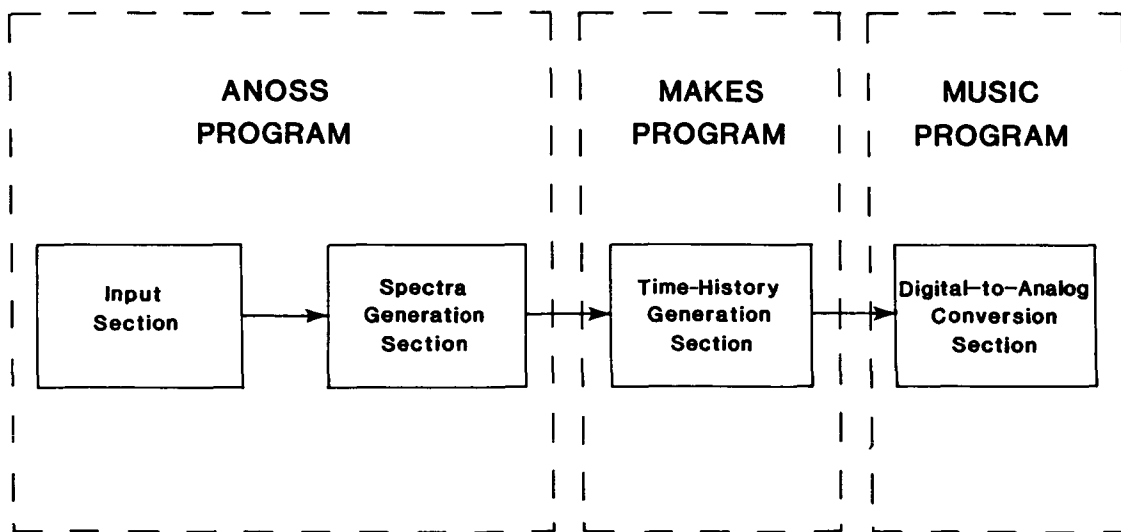 ANOSS
PROGRAM
MAKES
PROGRAM
MUSIC
PROGRAM
Input
Section
Spectra
Generation
Section
Time-History
Generation
Section
Digital-to-Analog
Conversion
Section